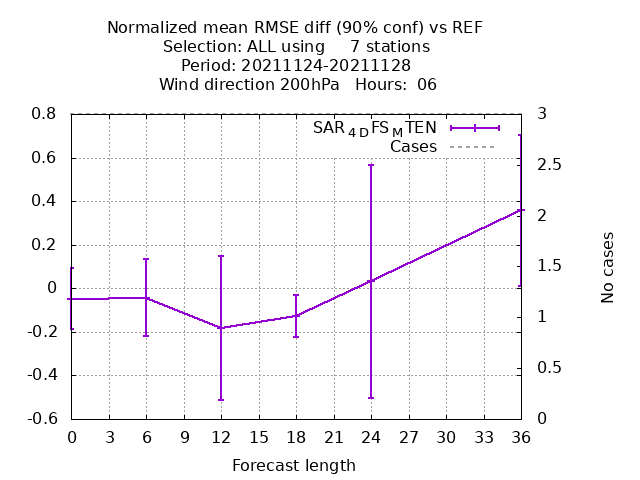 Normalized mean RMSE diff (90% conf) vs REF
Selection: ALL using     7 stations
Period: 20211124-20211128
Wind direction 200hPa   Hours:  06
SAR4DFSMTEN
Cases
0.8
0.6
0.4
0.2
0
-0.2
-0.4
-0.6
3
2.5
2
1.5
1
0.5
0
No cases
0 3 6 9 12 15 18 21 24 27 30 33 36
Forecast length